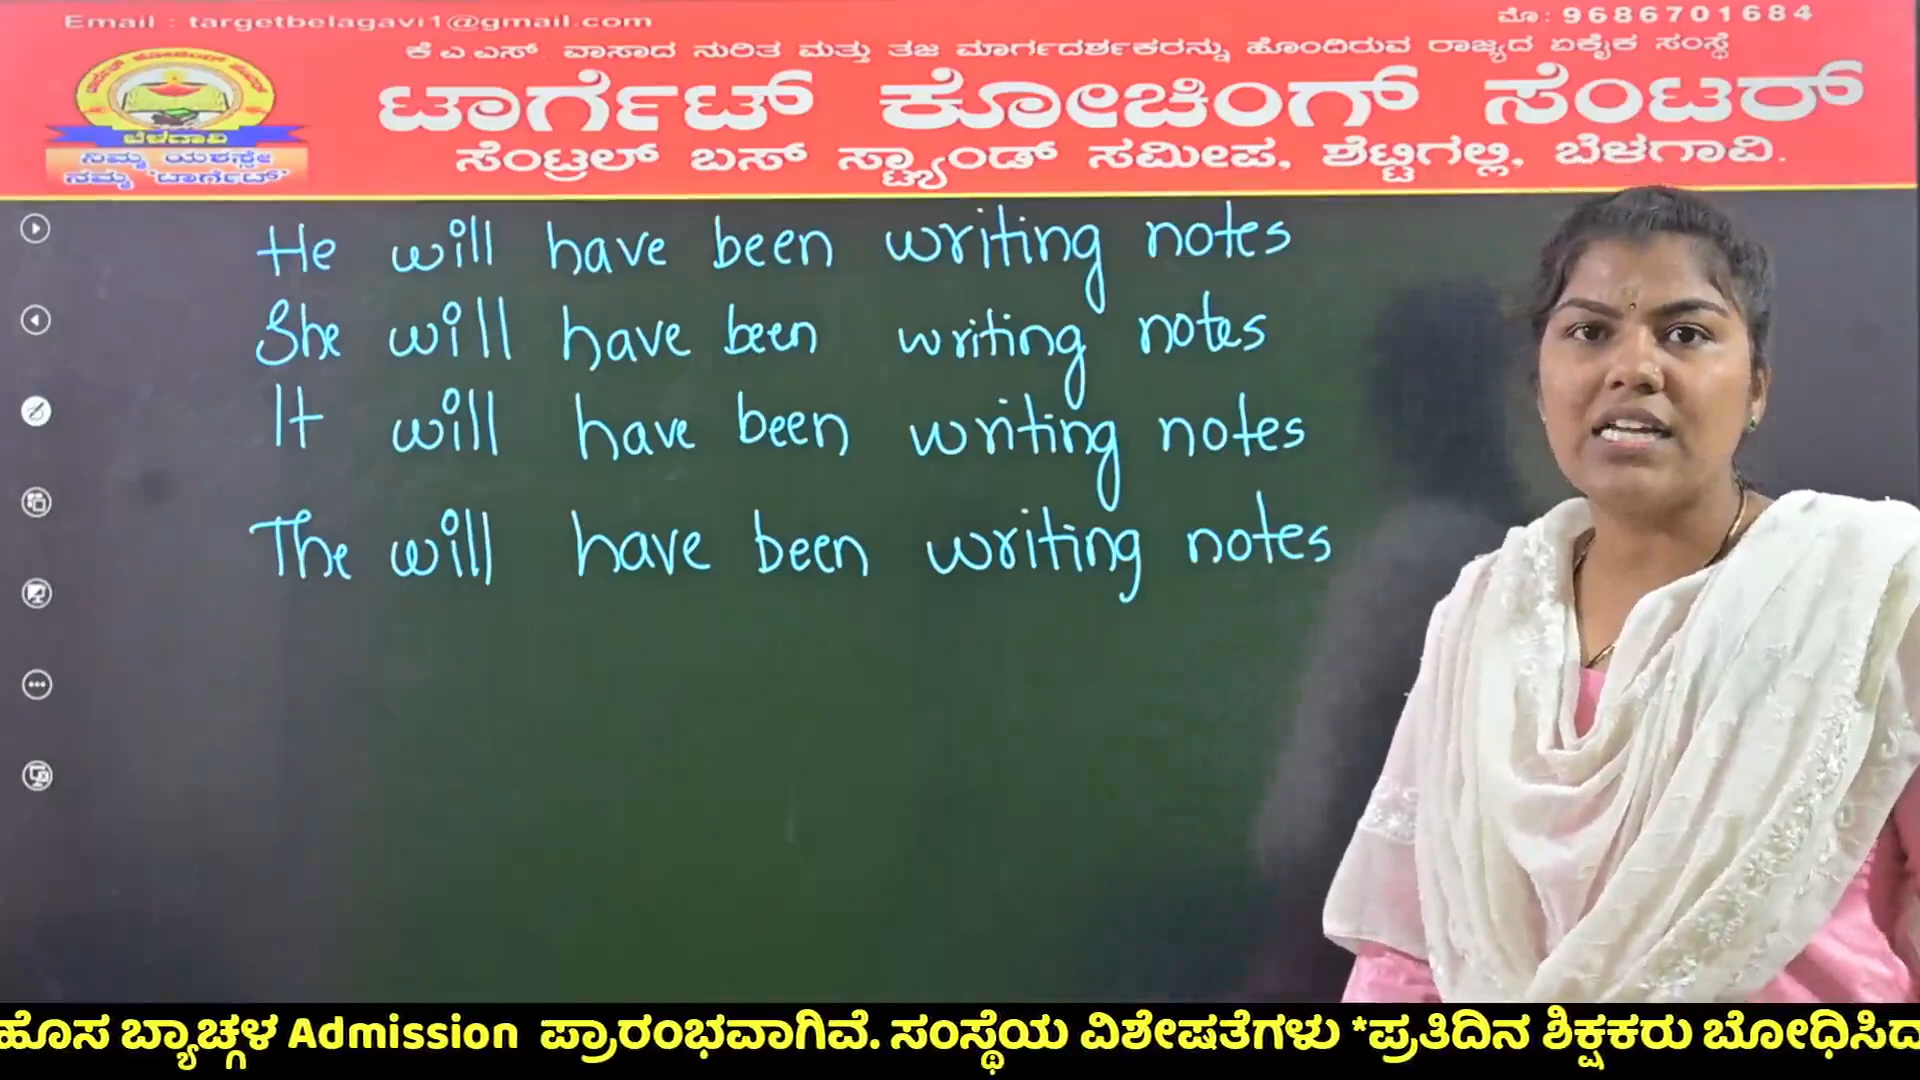 Email : targetbelagavi1@gmail.com
ಮೊ : 9686701684
ಕೆ.ಎ.ಎಸ್. ಪಾಸಾದ ನುರಿತ ಮತ್ತು ತಜ್ಞ ಮಾರ್ಗದರ್ಶಕರನ್ನು ಹೊಂದಿರುವ ರಾಜ್ಯದ ಏಕೈಕ ಸಂಸ್ಥೆ
ಟಾರ್ಗೆಟ್ ಕೋಚಿಂಗ್ ಸೆಂಟರ್
ಸೆಂಟ್ರಲ್ ಬಸ್ ಸ್ಟ್ಯಾಂಡ್ ಸಮೀಪ, ಶೆಟ್ಟಿಗಲ್ಲಿ, ಬೆಳಗಾವಿ.
ಬೆಳಗಾವಿ
ನಿಮ್ಮ ಯಶಸ್ಸೇ
ನಮ್ಮ 'ಟಾರ್ಗೆಟ್'
He will have been writing notes
She will have been writing notes
It will have been writing notes
The will have been writing notes
ಹೊಸ ಬ್ಯಾಚ್ಗಳ Admission ಪ್ರಾರಂಭವಾಗಿವೆ. ಸಂಸ್ಥೆಯ ವಿಶೇಷತೆಗಳು *ಪ್ರತಿದಿನ ಶಿಕ್ಷಕರು ಬೋಧಿಸಿದ